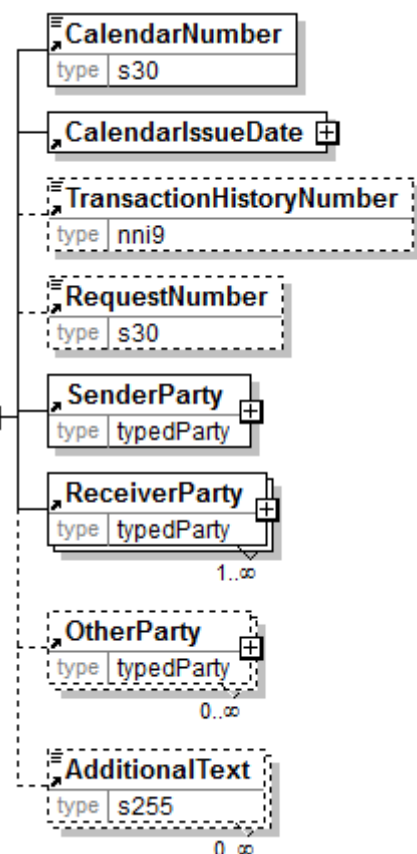 CalendarNumber
type s30
CalendarIssueDate
TransactionHistoryNumber
type nni9
RequestNumber
type s30
SenderParty
type typedParty
ReceiverParty
type typedParty
1..∞
OtherParty
type typedParty
0..∞
AdditionalText
type s255
0..∞